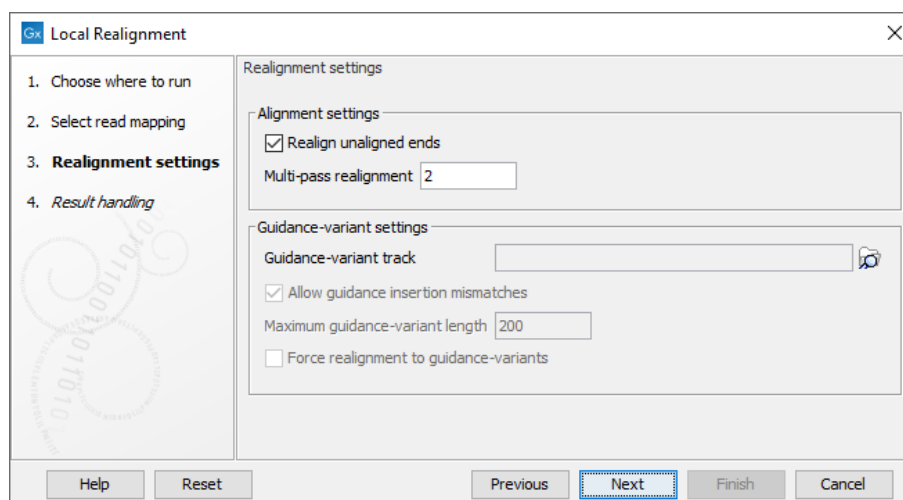 Gx Local Realignment
1. Choose where to run
2. Select read mapping
3. Realignment settings
4. Result handling
Realignment settings
Alignment settings
Realign unaligned ends
Multi-pass realignment 2
Guidance-variant settings
Guidance-variant track
Allow guidance insertion mismatches
Maximum guidance-variant length 200
Force realignment to guidance-variants
Help Reset Previous Next Finish Cancel